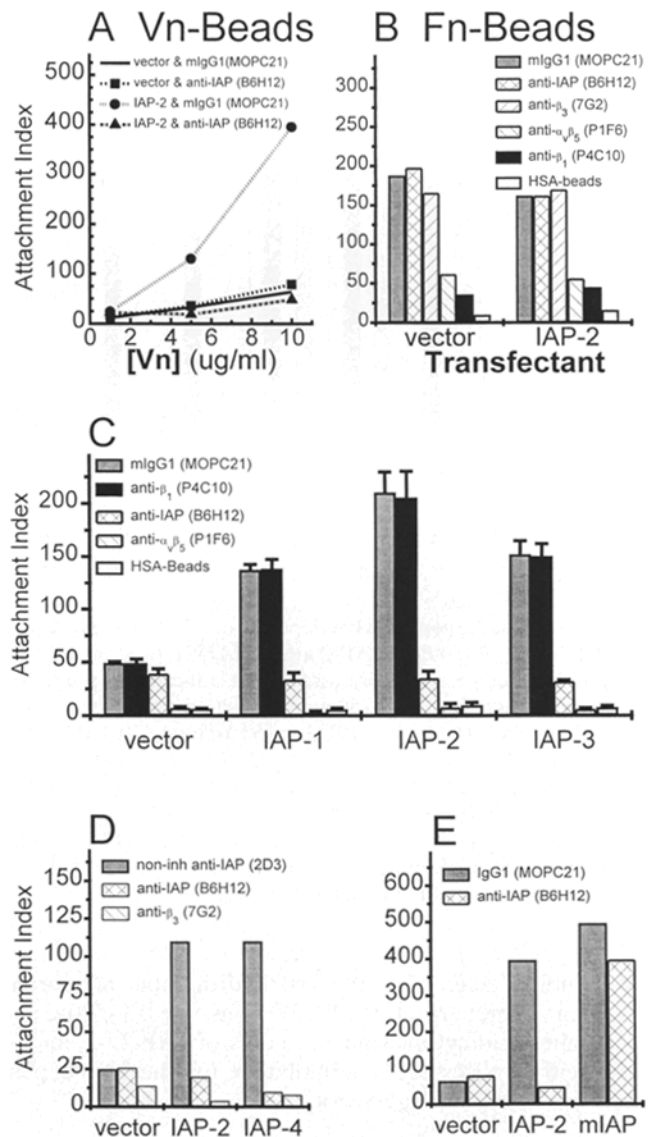 A Vn-Beads
Attachment Index
500
400
300
200
100
0
vector & mIgG1(MOPC21)
vector & anti-IAP (B6H12)
IAP-2 & mIgG1 (MOPC21)
IAP-2 & anti-IAP (B6H12)
0 2 4 6 8 10
[Vn] (ug/ml)
Fn-Beads
B
300
250
200
150
100
50
0
mIgG1 (MOPC21)
anti-IAP (B6H12)
anti-β3 (7G2)
anti-αvβ5 (P1F6)
anti-β1 (P4C10)
HSA-beads
vector IAP-2
Transfectant
C
Attachment Index
200
150
100
50
0
mIgG1 (MOPC21)
anti-β1 (P4C10)
anti-IAP (B6H12)
anti-αvβ5 (P1F6)
HSA-Beads
vector IAP-1 IAP-2 IAP-3
D
Attachment Index
150
125
100
75
50
25
0
non-inh anti-IAP (2D3)
anti-IAP (B6H12)
anti-β3 (7G2)
vector IAP-2 IAP-4
E
600
500
400
300
200
100
0
IgG1 (MOPC21)
anti-IAP (B6H12)
vector IAP-2 mIAP